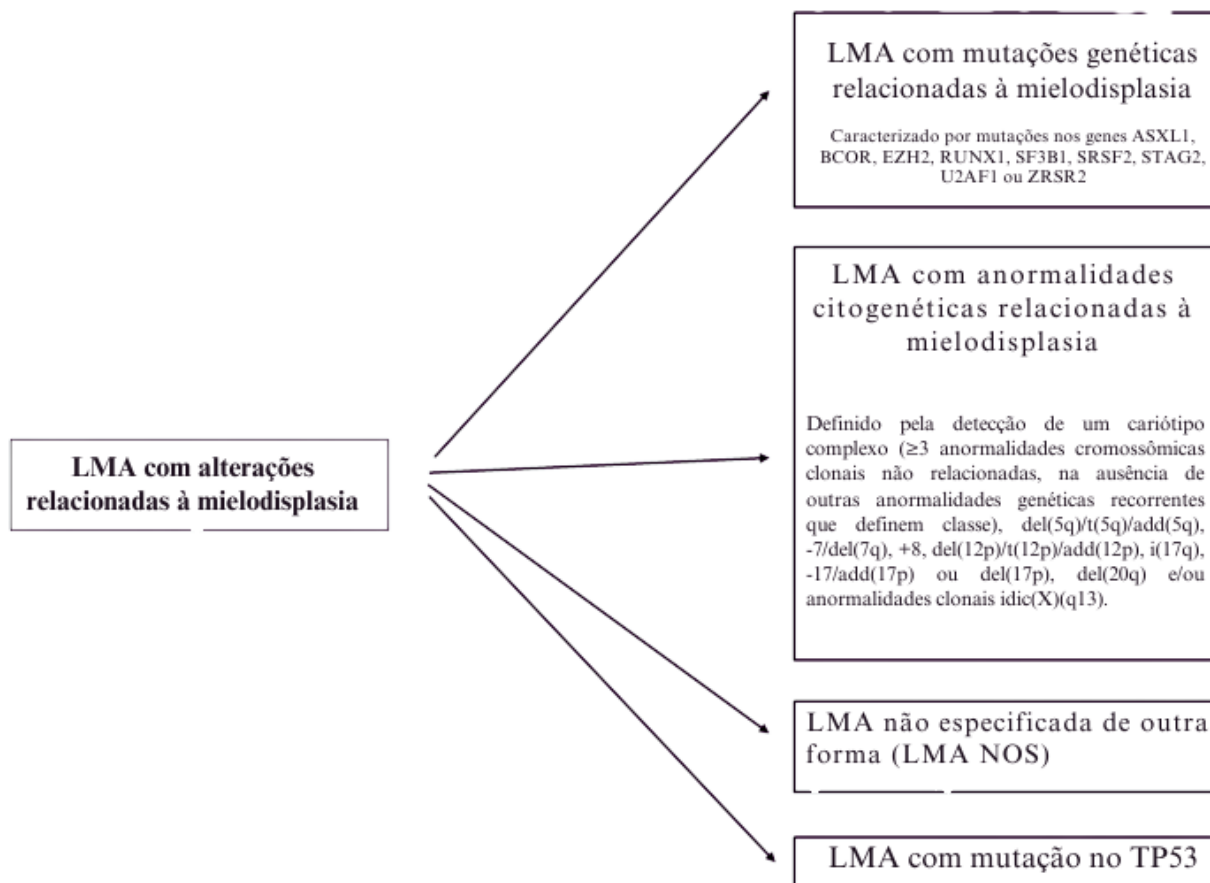 LMA com alterações
relacionadas à mielodisplasia
LMA com mutações genéticas
relacionadas à mielodisplasia
Caracterizado por mutações nos genes ASXL1,
BCOR, EZH2, RUNX1, SF3B1, SRSF2, STAG2,
U2AF1 ou ZRSR2
LMA com anormalidades
citogenéticas relacionadas à
mielodisplasia
Definido pela detecção de um cariótipo
complexo (≥3 anormalidades cromossômicas
clonais não relacionadas, na ausência de
outras anormalidades genéticas recorrentes
que definem classe), del(5q)/t(5q)/add(5q),
-7/del(7q), +8, del(12p)/t(12p)/add(12p), i(17q),
-17/add(17p) ou del(17p), del(20q) e/ou
anormalidades clonais idic(X)(q13).
LMA não especificada de outra
forma (LMA NOS)
LMA com mutação no TP53